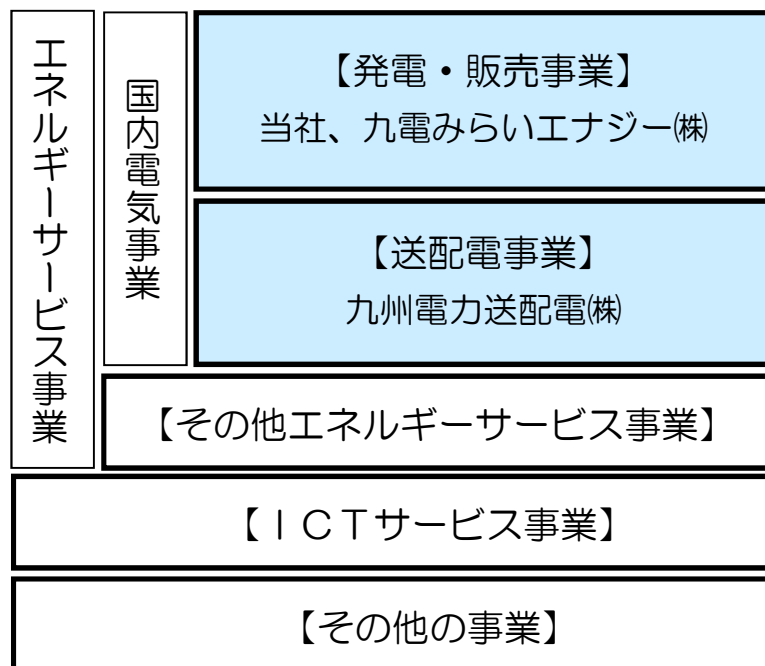 エネルギーサービス事業
国内電気事業
【発電・販売事業】
当社、九電みらいエナジー㈱
【送配電事業】
九州電力送配電㈱
【その他エネルギーサービス事業】
【ＩＣＴサービス事業】
【その他の事業】